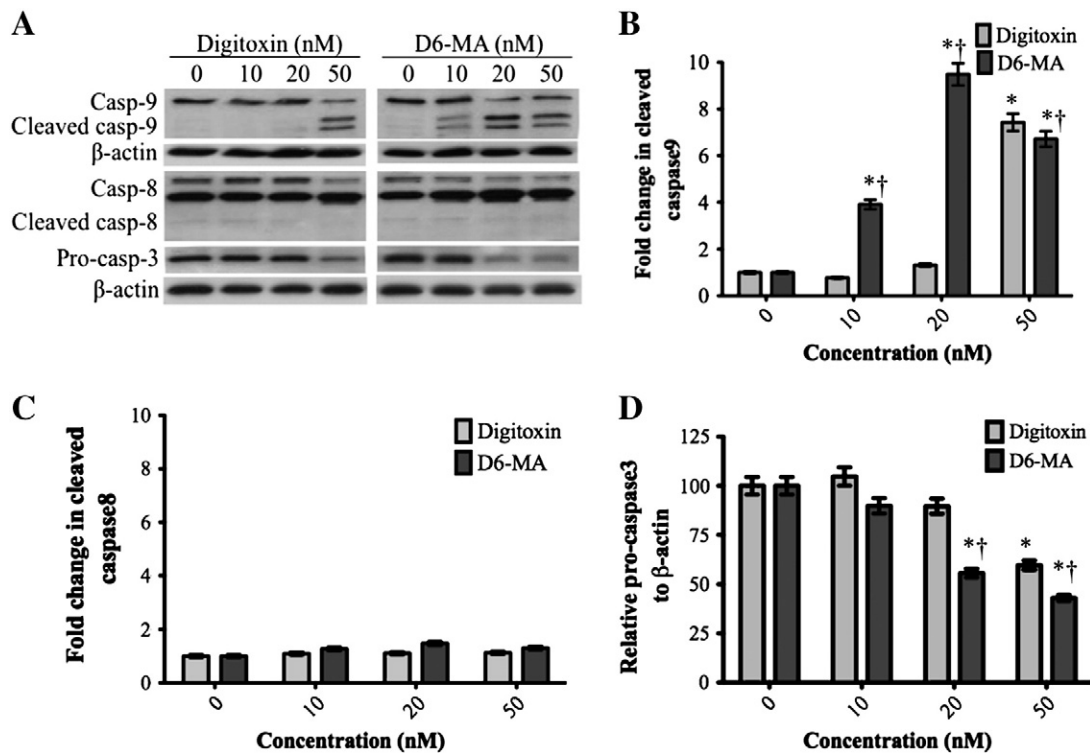 A
Digitoxin (nM) D6-MA (nM)
0 10 20 50 0 10 20 50
Casp-9
Cleaved casp-9
β-actin
Casp-8
Cleaved casp-8
Pro-casp-3
β-actin
B
Fold change in cleaved
caspase9
10
8
6
4
2
0
Digitoxin
D6-MA
*†
*†
*
*†
0 10 20 50
Concentration (nM)
C
Fold change in cleaved
caspase8
10
8
6
4
2
0
Digitoxin
D6-MA
0 10 20 50
Concentration (nM)
D
Relative pro-caspase3
to β-actin
125
100
75
50
25
0
Digitoxin
D6-MA
*†
*
*†
0 10 20 50
Concentration (nM)